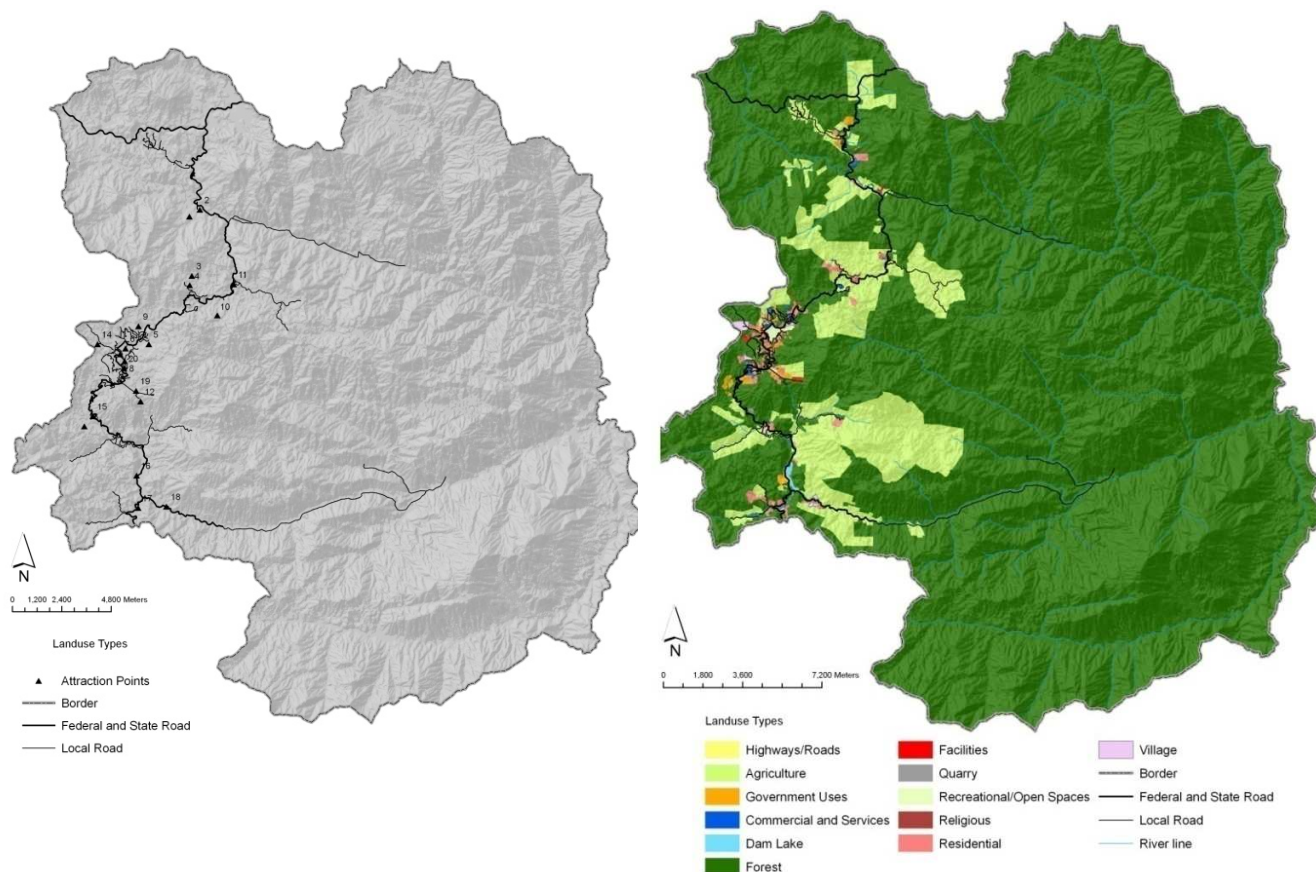 2
3
4
11
10
9
14
5
20
8
19
12
15
16
17
18
N
0 1,200 2,400 4,800 Meters
Landuse Types
Attraction Points
Border
Federal and State Road
Local Road
N
0 1,800 3,600 7,200 Meters
Landuse Types
Highways/Roads
Agriculture
Government Uses
Commercial and Services
Dam Lake
Forest
Facilities
Quarry
Recreational/Open Spaces
Religious
Residential
Village
Border
Federal and State Road
Local Road
River line